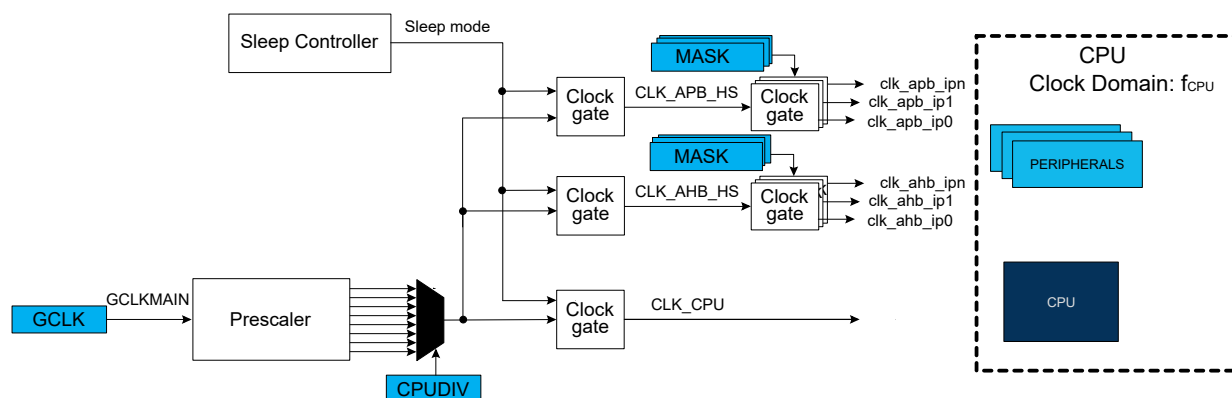 Sleep Controller
Sleep mode
MASK
CPU
Clock Domain: fCPU
Clock
gate
CLK_APB_HS
Clock
gate
clk_apb_ipn
clk_apb_ip1
clk_apb_ip0
MASK
PERIPHERALS
Clock
gate
CLK_AHB_HS
Clock
gate
clk_ahb_ipn
clk_ahb_ip1
clk_ahb_ip0
GCLK
GCLKMAIN
Prescaler
Clock
gate
CLK_CPU
CPU
CPUDIV